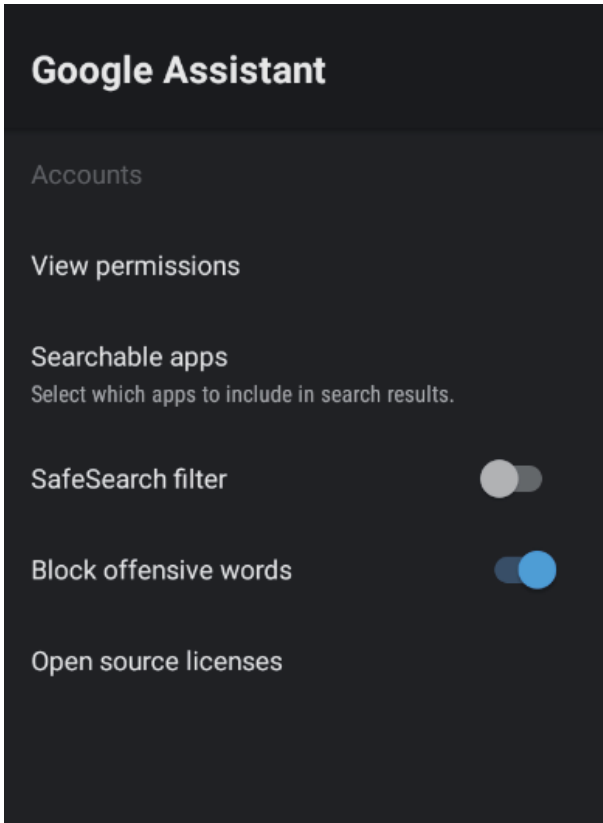 Google Assistant
Accounts
View permissions
Searchable apps
Select which apps to include in search results.
SafeSearch filter
Block offensive words
Open source licenses